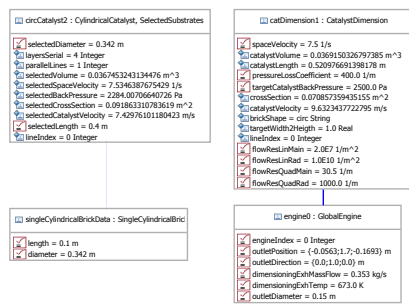 circCatalyst2 : CylindricalCatalyst, SelectedSubstrates
selectedDiameter = 0.342 m
layersSerial = 4 Integer
parallelLines = 1 Integer
selectedVolume = 0.0367453243134476 m^3
selectedSpaceVelocity = 7.5346387675429 1/s
selectedBackPressure = 2284.00706640726 Pa
selectedCrossSection = 0.091863310783619 m^2
selectedCatalystVelocity = 7.42976101180423 m/s
selectedLength = 0.4 m
lineIndex = 0 Integer
catDimension1 : CatalystDimension
spaceVelocity = 7.5 1/s
catalystVolume = 0.0369150326797385 m^3
catalystLength = 0.520976691398178 m
pressureLossCoefficient = 400.0 1/m
targetCatalystBackPressure = 2500.0 Pa
crossSection = 0.070857359435155 m^2
catalystVelocity = 9.6323437722795 m/s
brickShape = circ String
targetWidth2Heigth = 1.0 Real
lineIndex = 0 Integer
flowResLinMain = 2.0E7 1/m^2
flowResLinRad = 1.0E10 1/m^2
flowResQuadMain = 30.5 1/m
flowResQuadRad = 1000.0 1/m
singleCylindricalBrickData : SingleCylindricalBric
length = 0.1 m
diameter = 0.342 m
engine0 : GlobalEngine
engineIndex = 0 Integer
outletPosition = {-0.0563;1.7;-0.1693} m
outletDirection = {0.0;1.0;0.0} m
dimensioningExhMassFlow = 0.353 kg/s
dimensioningExhTemp = 673.0 K
outletDiameter = 0.15 m